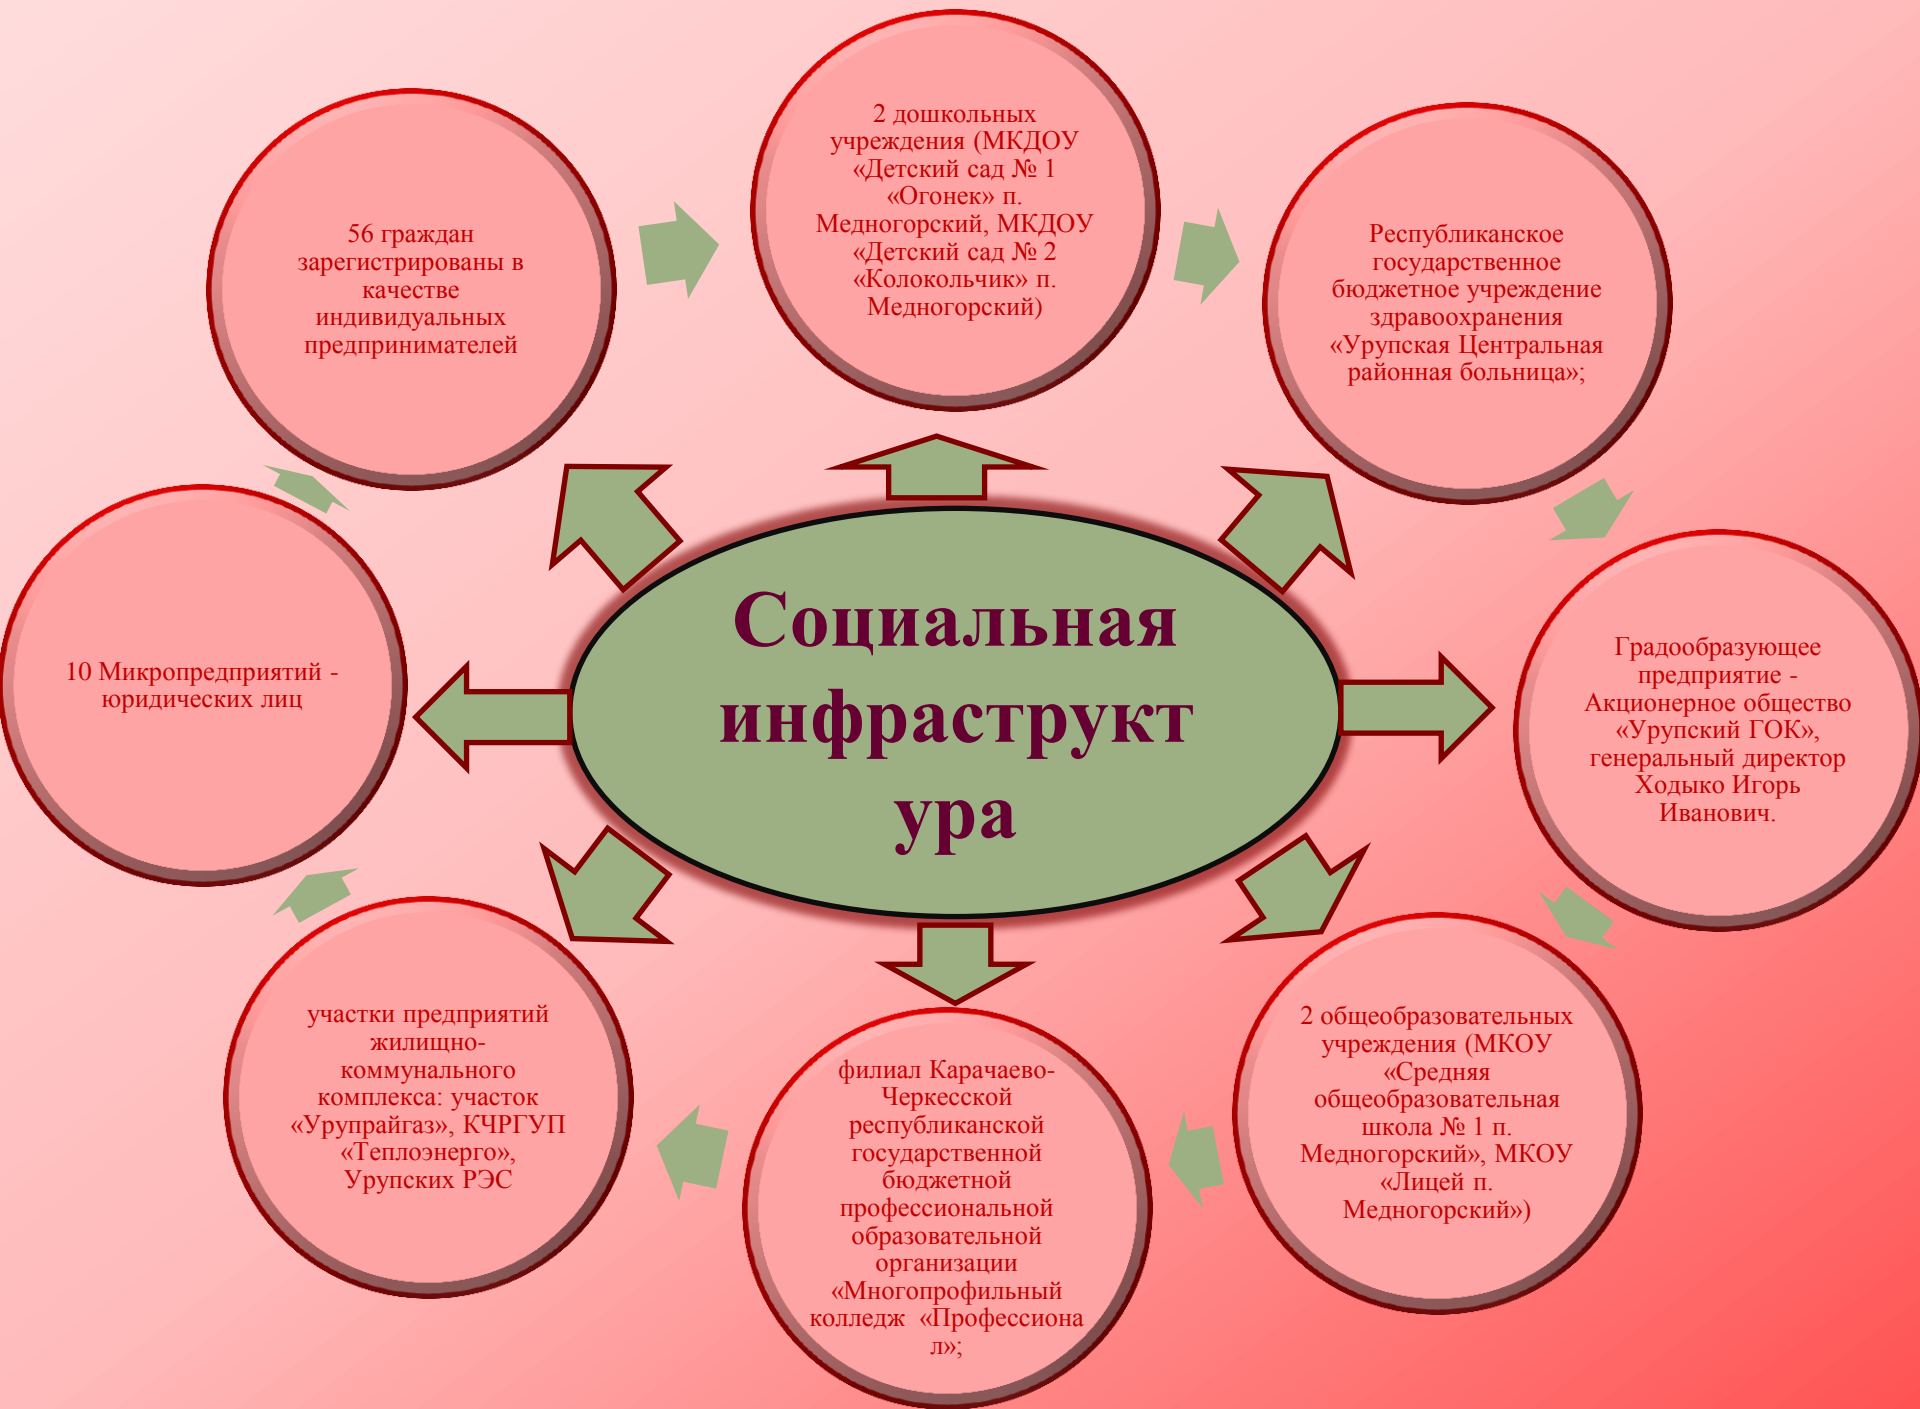 2 дошкольных
учреждения (МКДОУ
«Детский сад № 1
«Огонек» п.
Медногорский, МКДОУ
«Детский сад № 2
«Колокольчик» п.
Медногорский)
Республиканское
государственное
бюджетное учреждение
здравоохранения
«Урупская Центральная
районная больница»;
Градообразующее
предприятие -
Акционерное общество
«Урупский ГОК»,
генеральный директор
Ходыко Игорь
Иванович.
2 общеобразовательных
учреждения (МКОУ
«Средняя
общеобразовательная
школа № 1 п.
Медногорский», МКОУ
«Лицей п.
Медногорский»)
филиал Карачаево-
Черкесской
республиканской
государственной
бюджетной
профессиональной
образовательной
организации
«Многопрофильный
колледж «Профессиона
л»;
участки предприятий
жилищно-
коммунального
комплекса: участок
«Урупрайгаз», КЧРГУП
«Теплоэнерго»,
Урупских РЭС
10 Микропредприятий -
юридических лиц
56 граждан
зарегистрированы в
качестве
индивидуальных
предпринимателей
Социальная
инфраструкт
ура